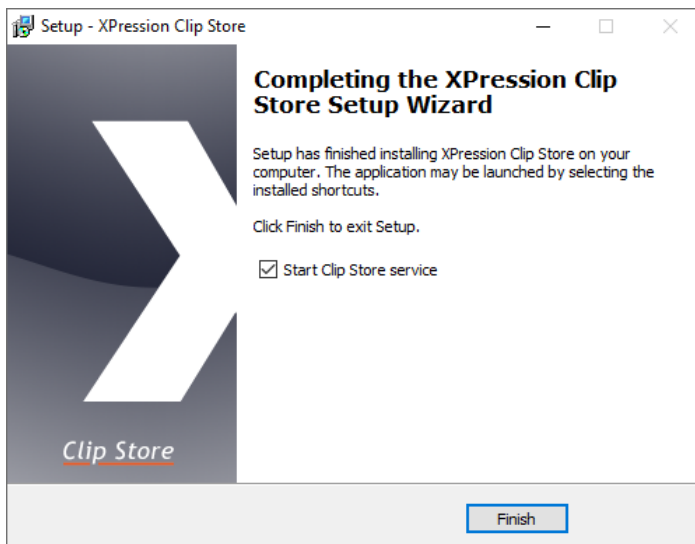 Setup - XPression Clip Store
Completing the XPression Clip
Store Setup Wizard
Setup has finished installing XPression Clip Store on your
computer. The application may be launched by selecting the
installed shortcuts.
Click Finish to exit Setup.
Start Clip Store service
Clip Store
Finish